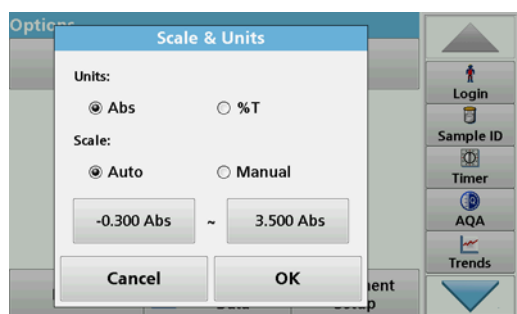 Options
Scale & Units
Units:
Abs
%T
Scale:
Auto
Manual
-0.300 Abs
~
3.500 Abs
Cancel
OK
Login
Sample ID
Timer
AQA
Trends